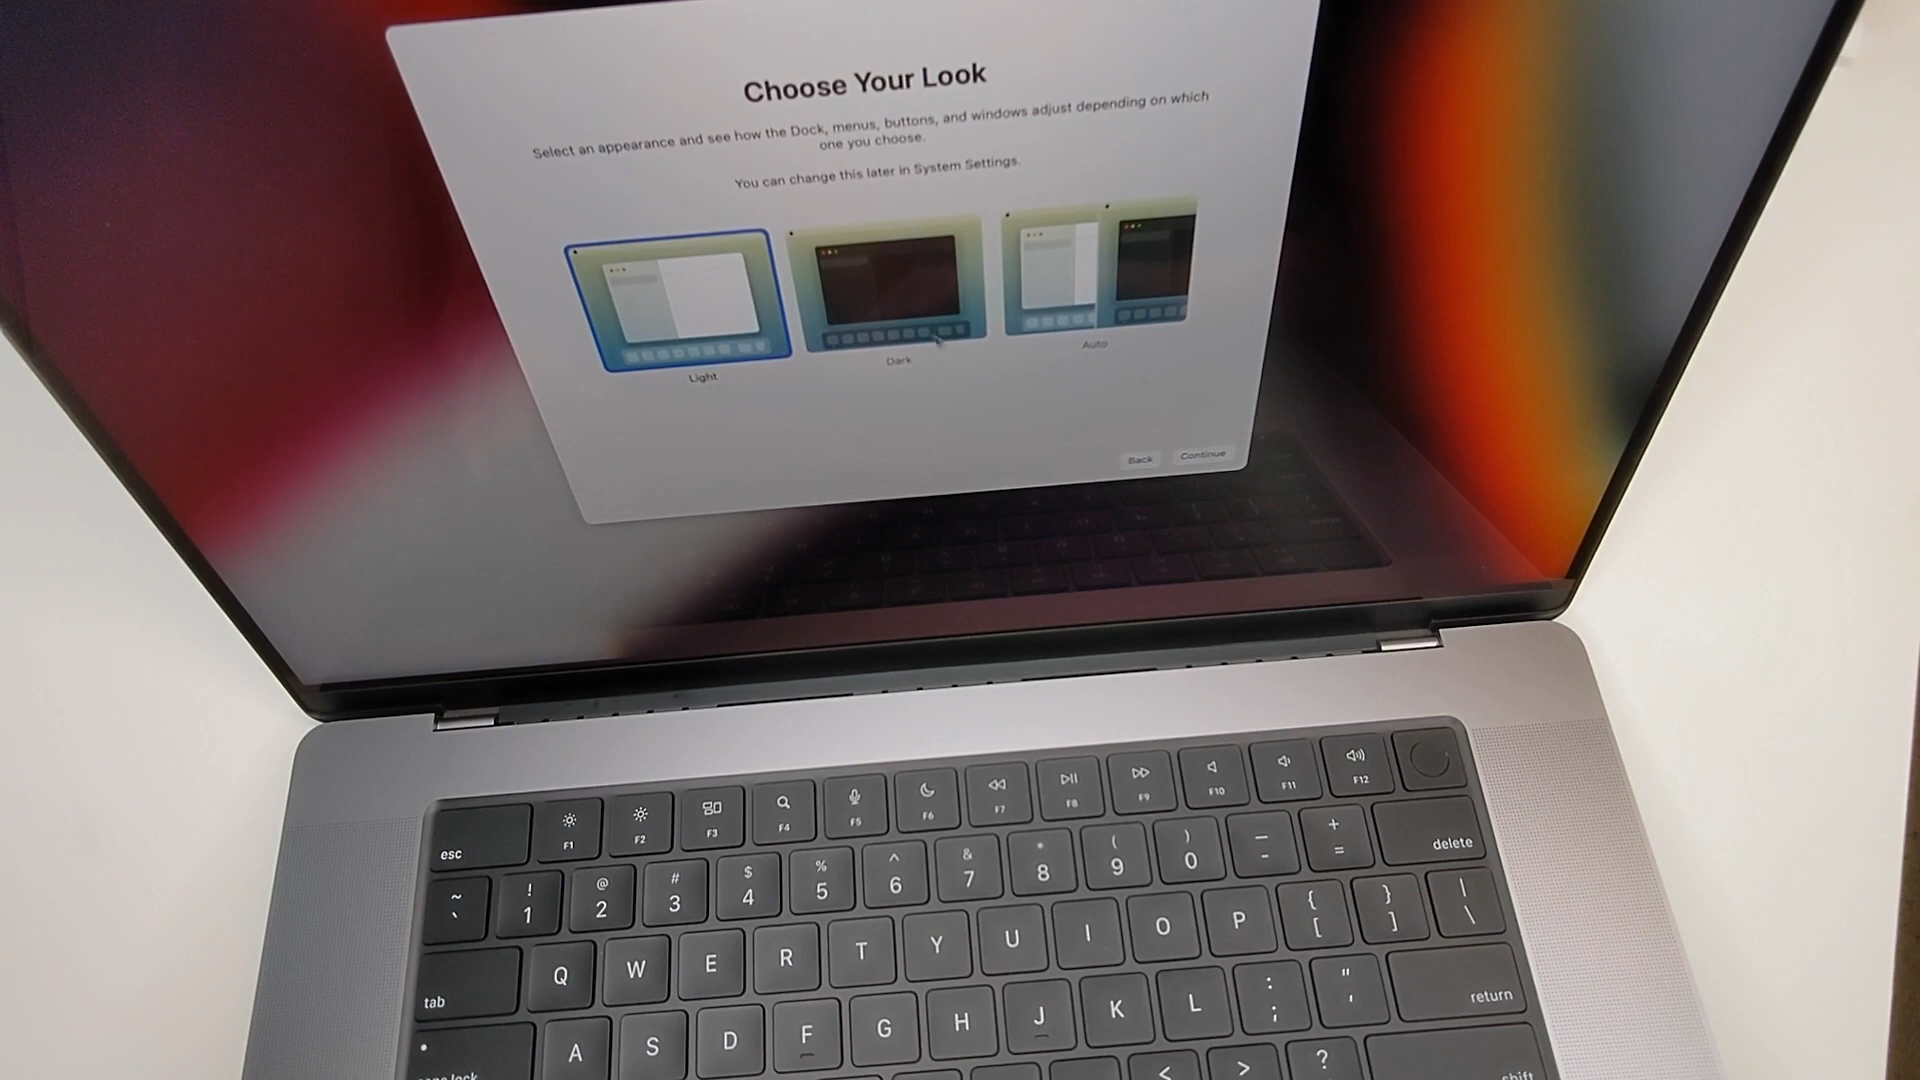 Choose Your Look
Select an appearance and see how the Dock, menus, buttons, and windows adjust depending on which
one you choose.
You can change this later in System Settings.
Light
Dark
Auto
Back
Continue
esc
F1
F2
F3
F4
F5
F6
F7
F8
F9
F10
F11
F12
~ ! @ # $ % ^ & * ( ) — +
` 1 2 3 4 5 6 7 8 9 0 - = delete
tab Q W E R T Y U I O P { [ } ] | \
A S D F G H J K L : ; " ' return
< > ?
shift